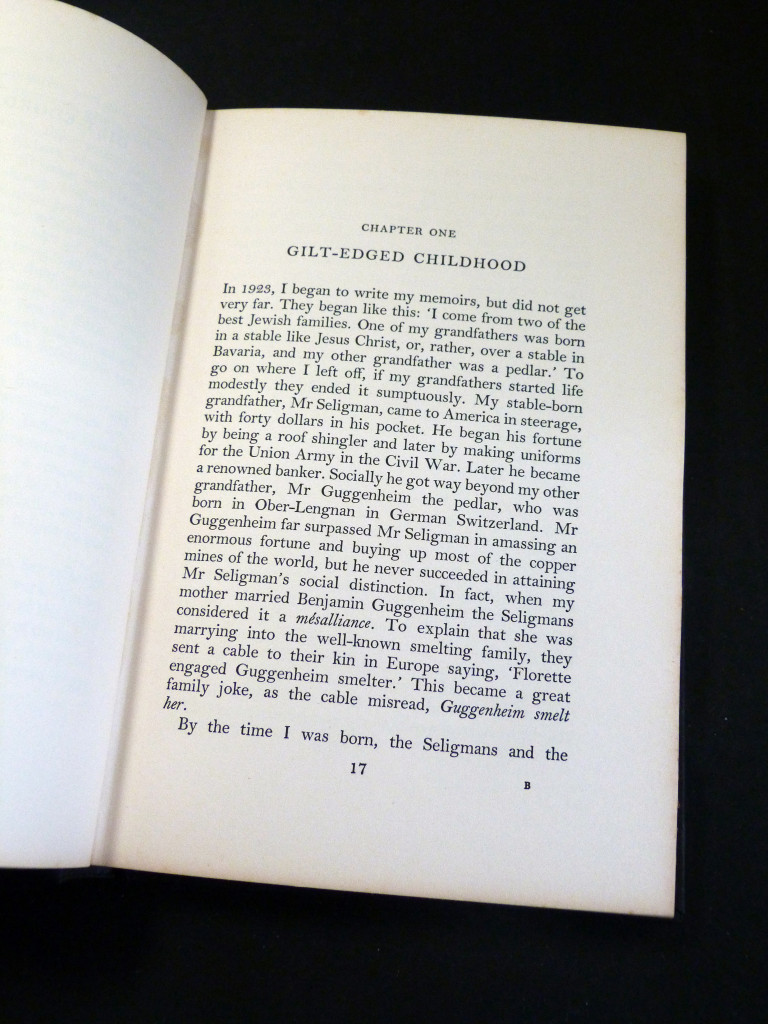 CHAPTER ONE
GILT-EDGED CHILDHOOD
In 1923, I began to write my memoirs, but did not get
very far. They began like this: ‘I come from two of the
best Jewish families. One of my grandfathers was born
in a stable like Jesus Christ, or, rather, over a stable in
Bavaria, and my other grandfather was a pedlar.’ To
go on where I left off, if my grandfathers started life
modestly they ended it sumptuously. My stable-born
grandfather, Mr Seligman, came to America in steerage,
with forty dollars in his pocket. He began his fortune
by being a roof shingler and later by making uniforms
for the Union Army in the Civil War. Later he became
a renowned banker. Socially he got way beyond my other
grandfather, Mr Guggenheim the pedlar, who was
born in Ober-Lengnan in German Switzerland. Mr
Guggenheim far surpassed Mr Seligman in amassing an
enormous fortune and buying up most of the copper
mines of the world, but he never succeeded in attaining
Mr Seligman’s social distinction. In fact, when my
mother married Benjamin Guggenheim the Seligmans
considered it a mésalliance. To explain that she was
marrying into the well-known smelting family, they
sent a cable to their kin in Europe saying, ‘Florette
engaged Guggenheim smelter.’ This became a great
family joke, as the cable misread, Guggenheim smelt
her.
By the time I was born, the Seligmans and the
17
B